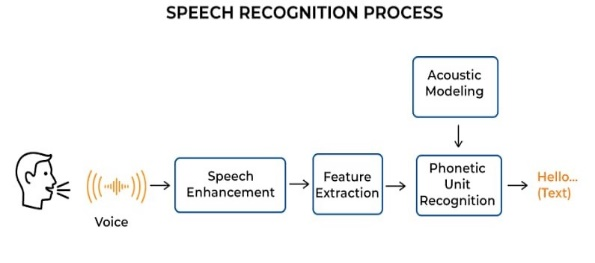 SPEECH RECOGNITION PROCESS
Acoustic
Modeling
Voice
Speech
Enhancement
Feature
Extraction
Phonetic
Unit
Recognition
Hello...
(Text)